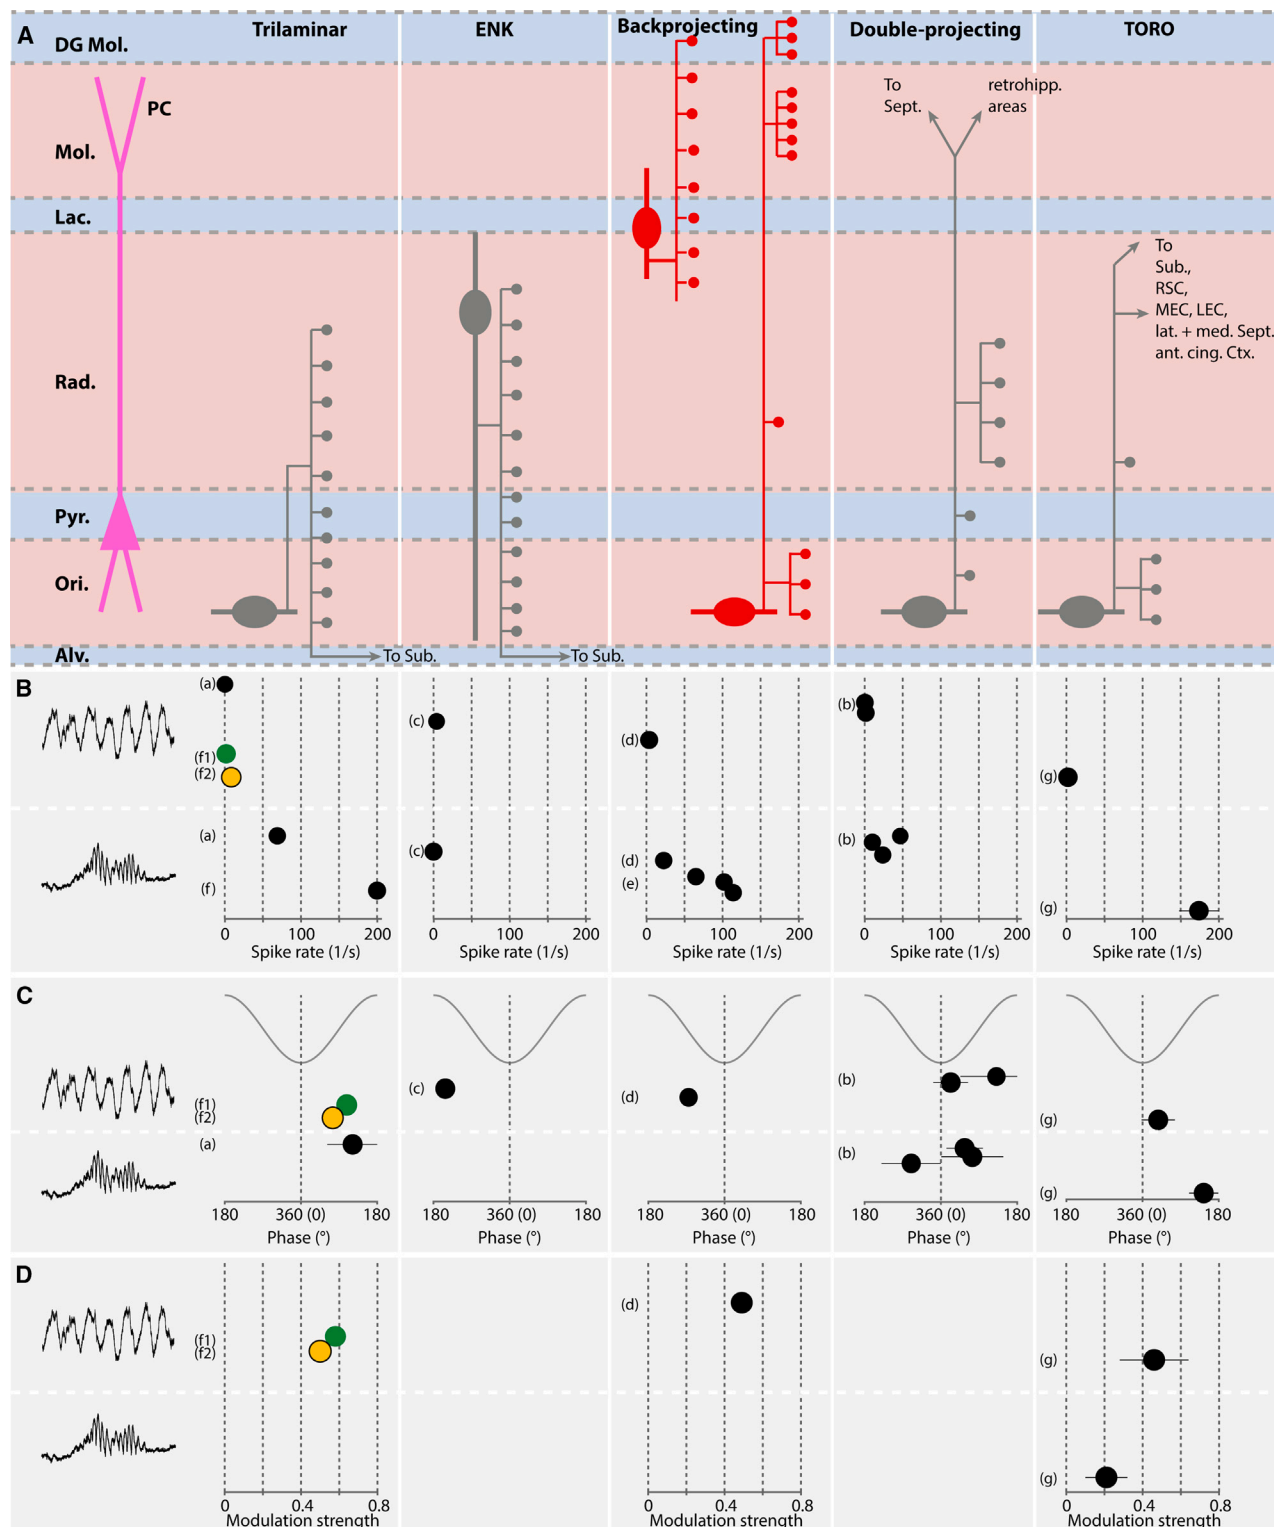 A
Trilaminar
ENK
Backprojecting
Double-projecting
TORO
DG Mol.
PC
Mol.
Lac.
Rad.
Pyr.
Ori.
Alv.
To Sub.
To Sub.
To
Sept.
retrohipp.
areas
To
Sub.,
RSC,
MEC, LEC,
lat. + med. Sept.
ant. cing. Ctx.
B
(a)
(f1)
(f2)
(c)
(d)
(b)
(g)
(a)
(f)
(c)
(d)
(e)
(b)
(g)
0 100 200
0 100 200
0 100 200
0 100 200
0 100 200
Spike rate (1/s)
Spike rate (1/s)
Spike rate (1/s)
Spike rate (1/s)
Spike rate (1/s)
C
(f1)
(f2)
(c)
(d)
(b)
(g)
(a)
(b)
(g)
180 360 (0) 180
180 360 (0) 180
180 360 (0) 180
180 360 (0) 180
180 360 (0) 180
Phase (°)
Phase (°)
Phase (°)
Phase (°)
Phase (°)
D
(f1)
(f2)
(d)
(g)
(g)
0 0.4 0.8
0 0.4 0.8
0 0.4 0.8
Modulation strength
Modulation strength
Modulation strength